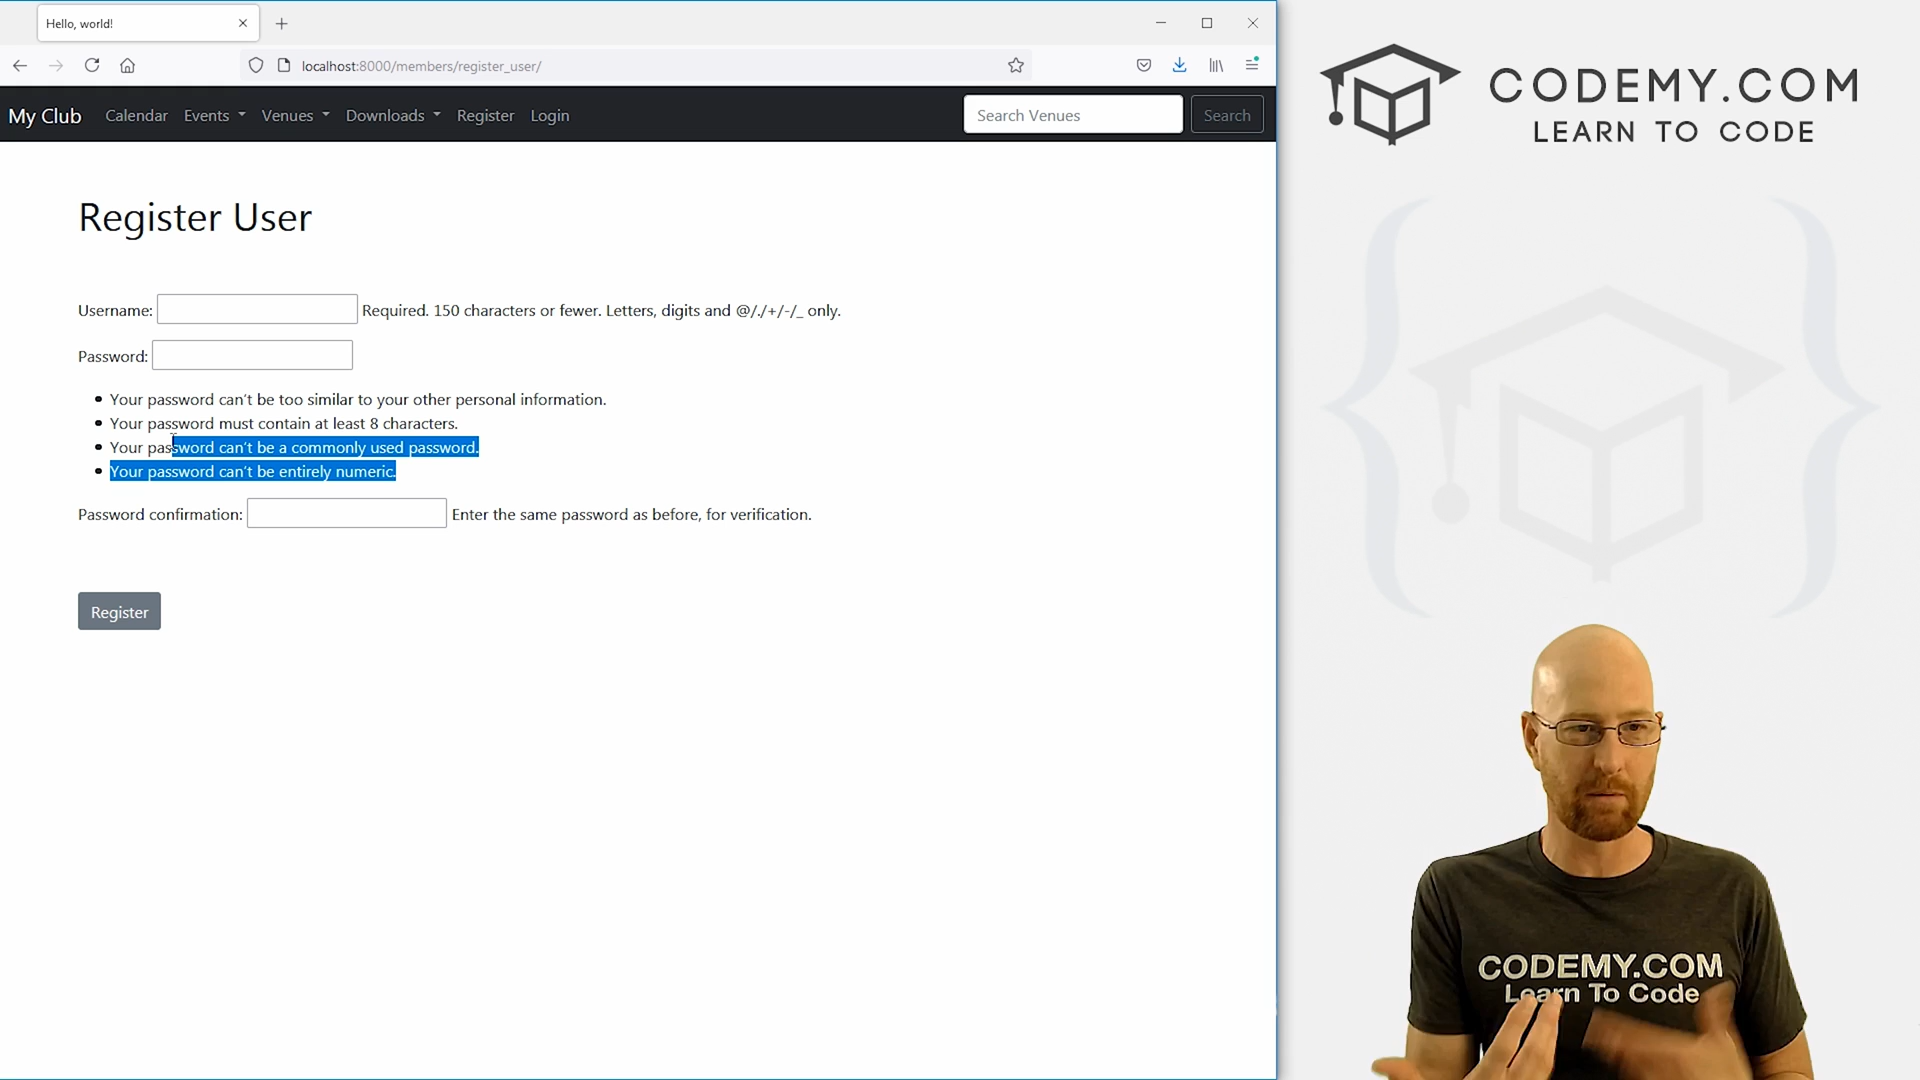 Hello, world!
localhost:8000/members/register_user/
My Club Calendar Events Venues Downloads Register Login Search Venues Search
CODEMY.COM
LEARN TO CODE
Register User
Username: Required. 150 characters or fewer. Letters, digits and @/./+/-/_ only.
Password:
Your password can't be too similar to your other personal information.
Your password must contain at least 8 characters.
Your password can't be a commonly used password.
Your password can't be entirely numeric.
Password confirmation: Enter the same password as before, for verification.
Register
CODEMY.COM
Learn To Code